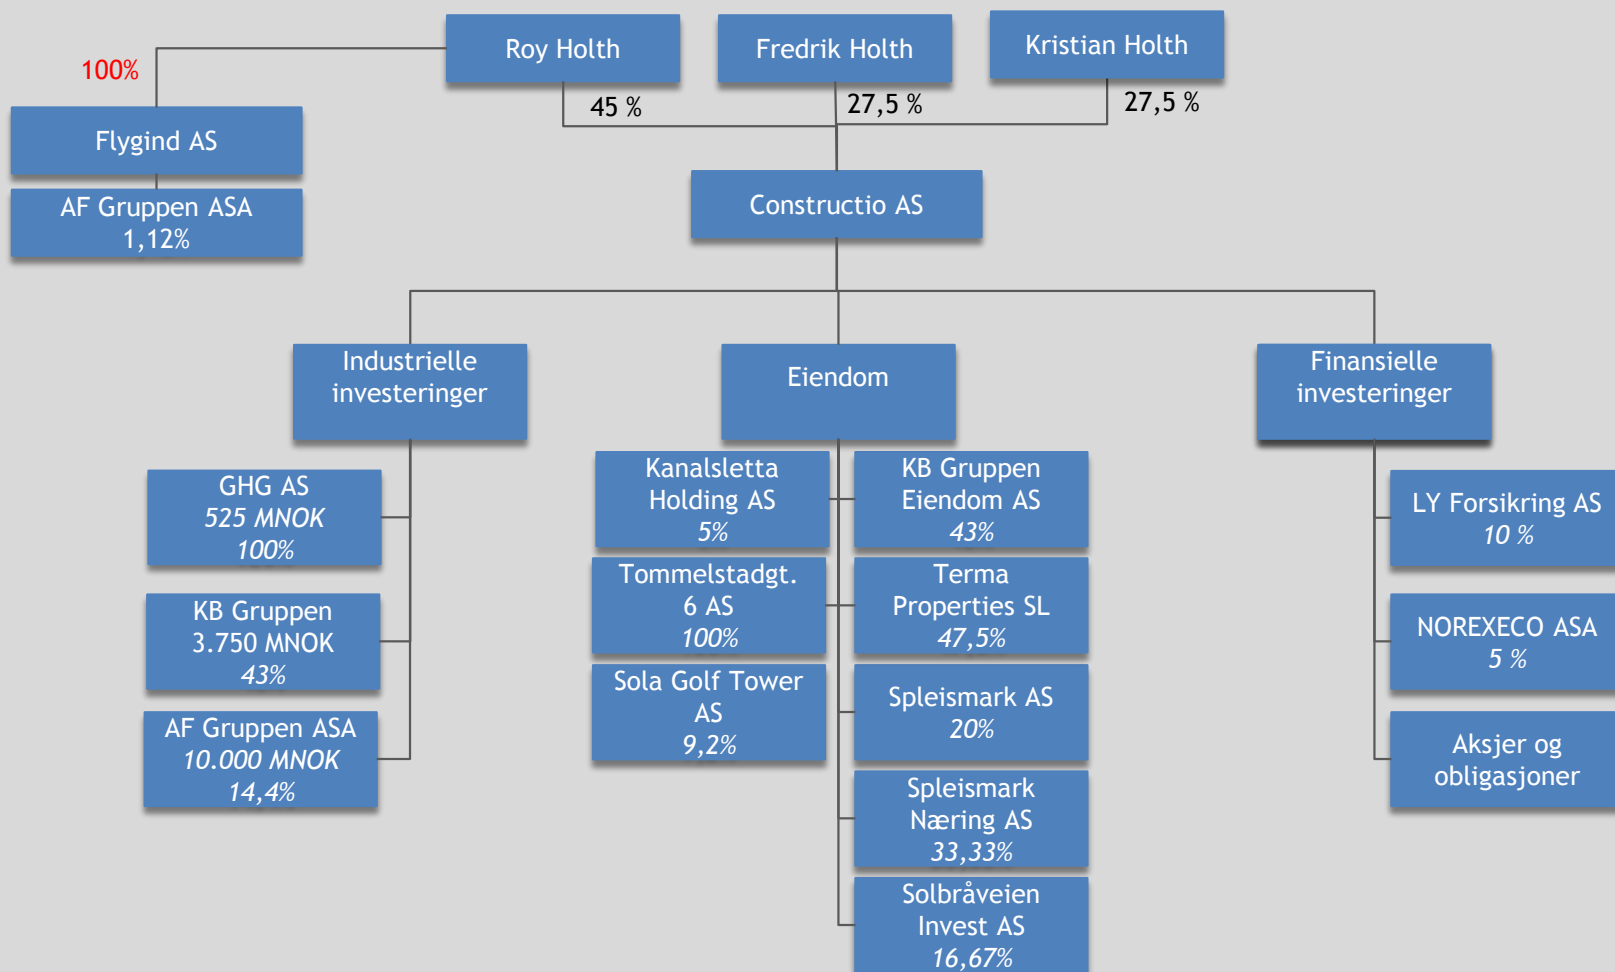 Roy Holth
Fredrik Holth
Kristian Holth
100%
45 %
27,5 %
27,5 %
Flygind AS
AF Gruppen ASA
1,12%
Constructio AS
Industrielle
investeringer
Eiendom
Finansielle
investeringer
GHG AS
525 MNOK
100%
KB Gruppen
3.750 MNOK
43%
AF Gruppen ASA
10.000 MNOK
14,4%
Kanalsletta
Holding AS
5%
KB Gruppen
Eiendom AS
43%
Tommelstadgt.
6 AS
100%
Terma
Properties SL
47,5%
Sola Golf Tower
AS
9,2%
Spleismark AS
20%
Spleismark
Næring AS
33,33%
Solbråveien
Invest AS
16,67%
LY Forsikring AS
10 %
NOREXECO ASA
5 %
Aksjer og
obligasjoner